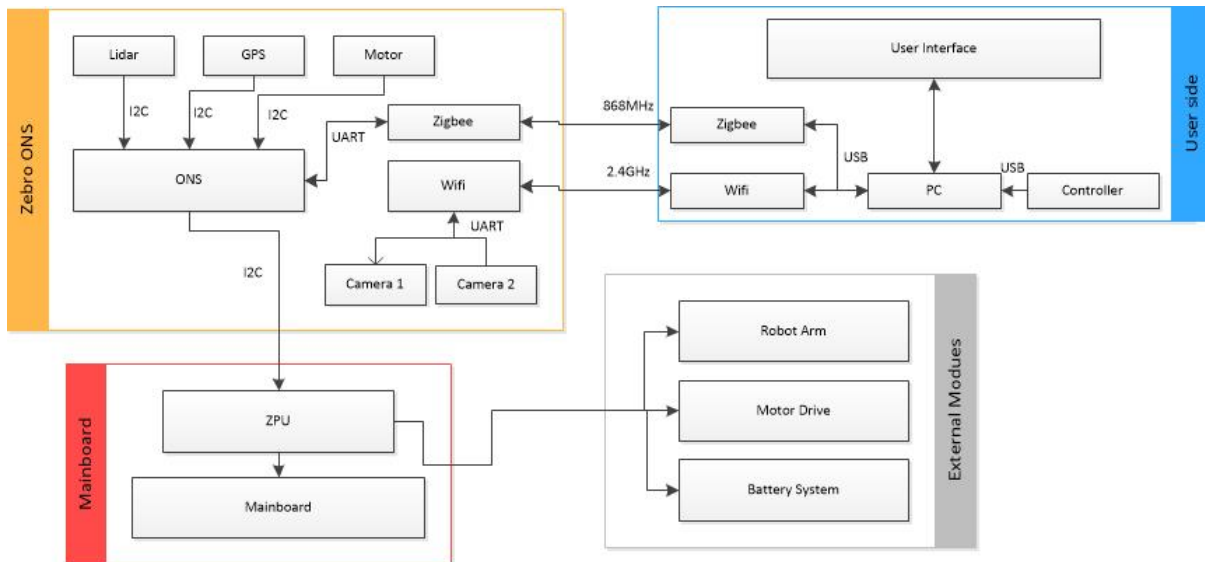 Zebro ONS
Lidar
GPS
Motor
I2C
I2C
I2C
ONS
UART
Zigbee
Wifi
UART
Camera 1
Camera 2
I2C
868MHz
2.4GHz
User side
User Interface
Zigbee
Wifi
USB
PC
USB
Controller
Mainboard
ZPU
Mainboard
External Modues
Robot Arm
Motor Drive
Battery System